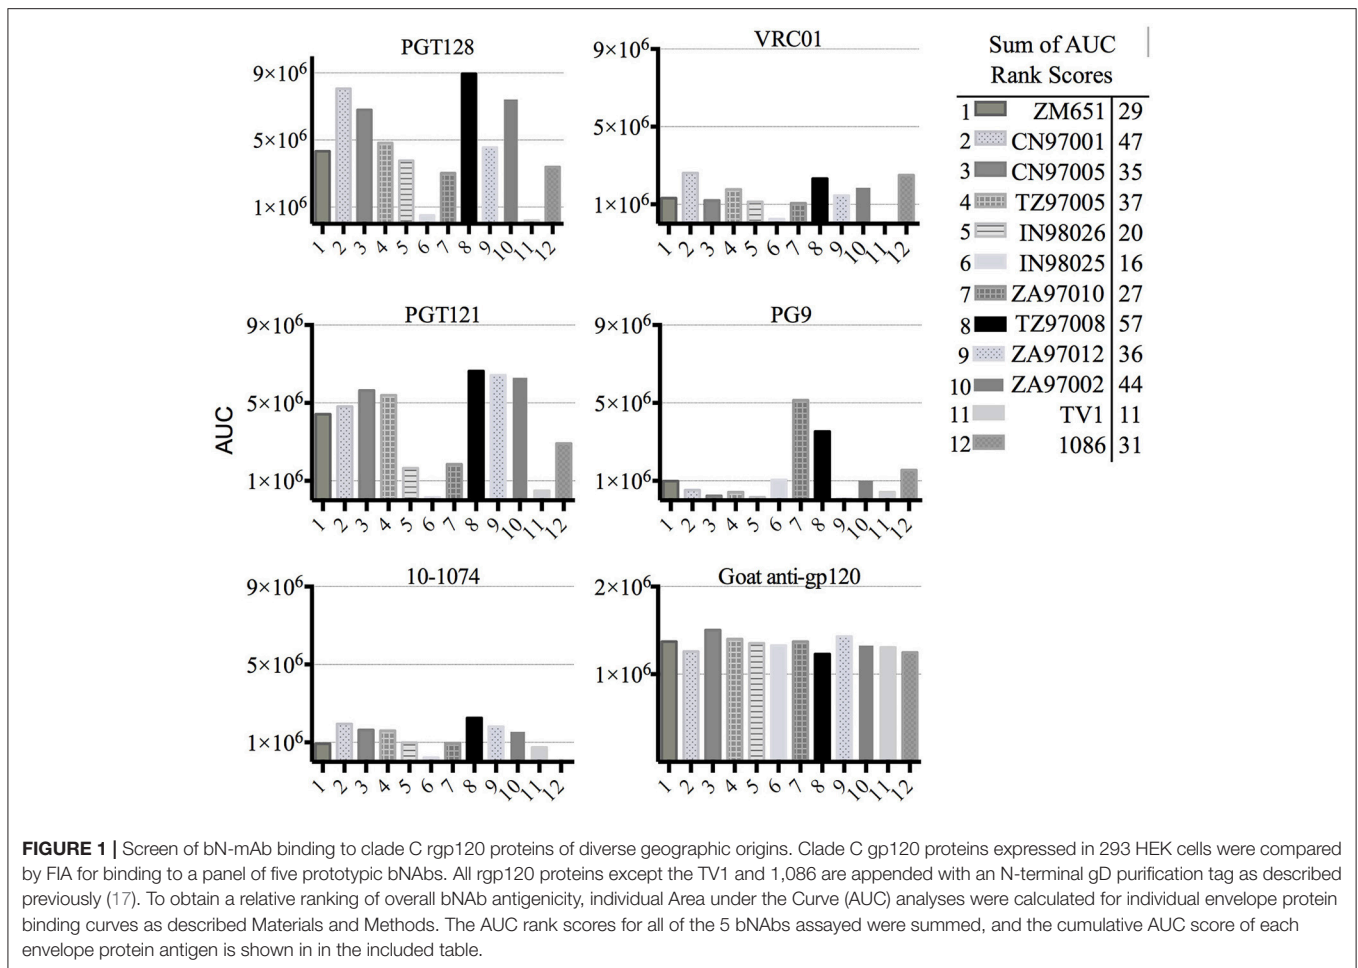 PGT128
9×10⁶
5×10⁶
1×10⁶
1 2 3 4 5 6 7 8 9 10 11 12
VRC01
9×10⁶
5×10⁶
1×10⁶
1 2 3 4 5 6 7 8 9 10 11 12
PGT121
9×10⁶
5×10⁶
1×10⁶
1 2 3 4 5 6 7 8 9 10 11 12
AUC
PG9
9×10⁶
5×10⁶
1×10⁶
1 2 3 4 5 6 7 8 9 10 11 12
10-1074
9×10⁶
5×10⁶
1×10⁶
1 2 3 4 5 6 7 8 9 10 11 12
Goat anti-gp120
2×10⁶
1×10⁶
1 2 3 4 5 6 7 8 9 10 11 12
Sum of AUC
Rank Scores
1 ZM651 29
2 CN97001 47
3 CN97005 35
4 TZ97005 37
5 IN98026 20
6 IN98025 16
7 ZA97010 27
8 TZ97008 57
9 ZA97012 36
10 ZA97002 44
11 TV1 11
12 1086 31
FIGURE 1 | Screen of bN-mAb binding to clade C rgp120 proteins of diverse geographic origins. Clade C gp120 proteins expressed in 293 HEK cells were compared
by FIA for binding to a panel of five prototypic bNAbs. All rgp120 proteins except the TV1 and 1,086 are appended with an N-terminal gD purification tag as described
previously (17). To obtain a relative ranking of overall bNAb antigenicity, individual Area under the Curve (AUC) analyses were calculated for individual envelope protein
binding curves as described Materials and Methods. The AUC rank scores for all of the 5 bNAbs assayed were summed, and the cumulative AUC score of each
envelope protein antigen is shown in in the included table.